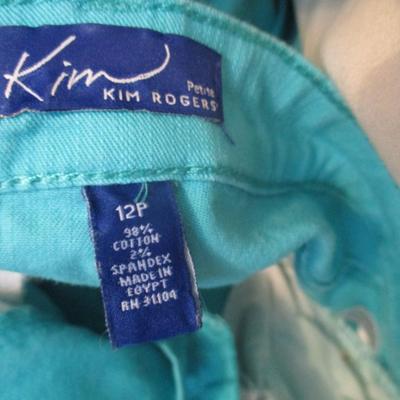 Kim
Petite
KIM ROGERS
12P
98%
COTTON
2%
SPANDEX
MADE IN
EGYPT
RN 31104